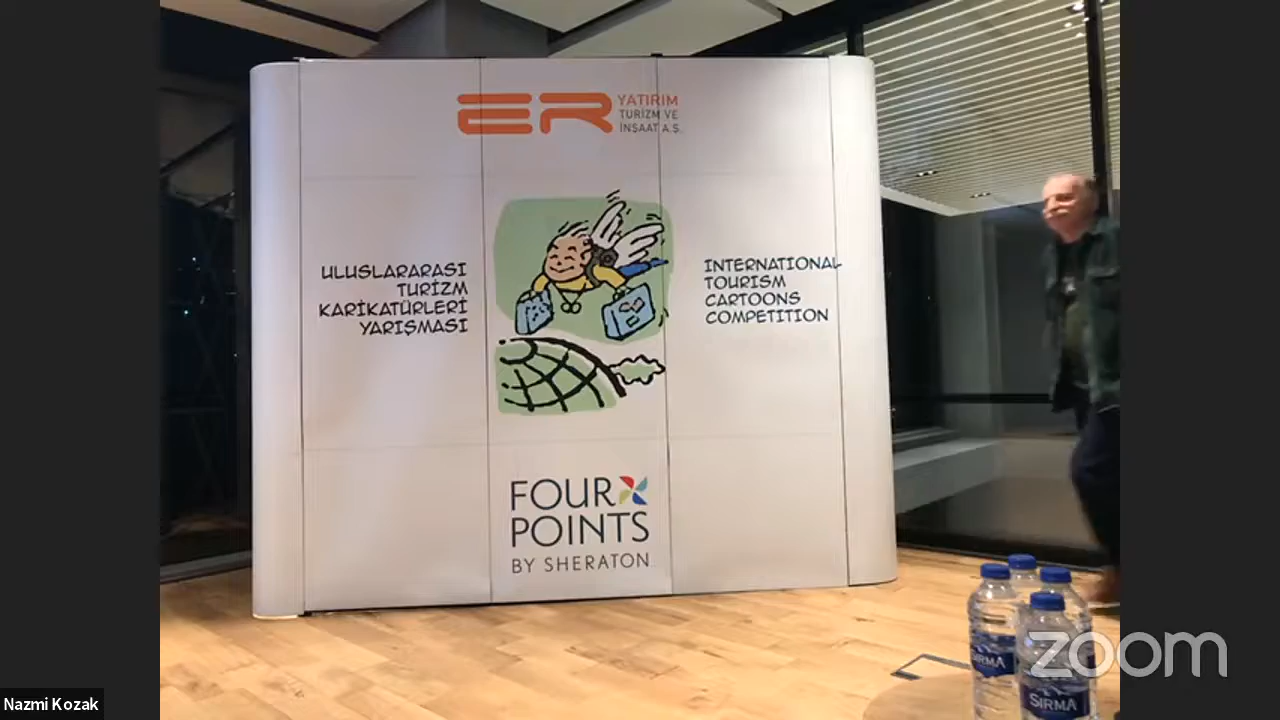 ER YATIRIM
TURİZM VE
İNŞAAT A.Ş.
ULUSLARARASI
TURİZM
KARİKATÜRLERİ
YARIŞMASI
INTERNATIONAL
TOURISM
CARTOONS
COMPETITION
FOUR
POINTS
BY SHERATON
SIRMA
SIRMA
zoom
Nazmi Kozak